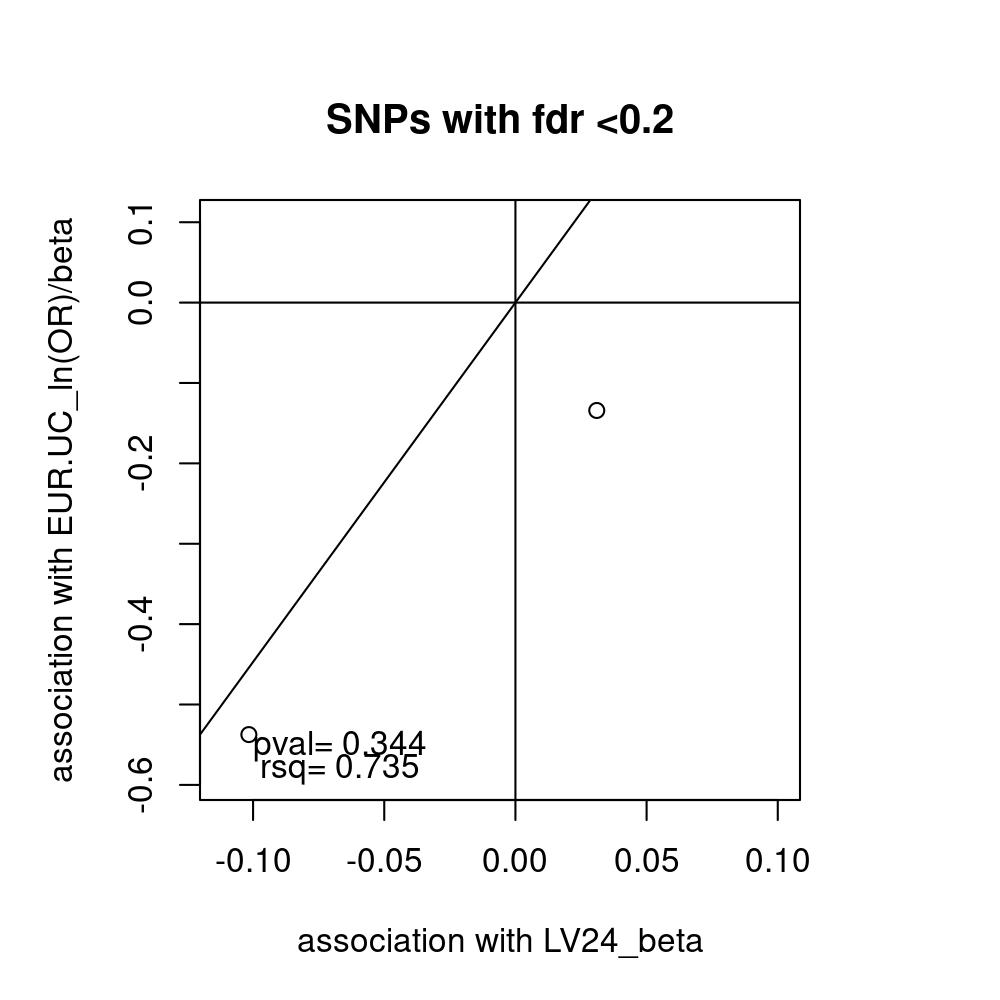 SNPs with fdr <0.2
association with EUR.UC_ln(OR)/beta
0.1
0.0
-0.2
-0.4
-0.6
pval= 0.344
rsq= 0.735
-0.10
-0.05
0.00
0.05
0.10
association with LV24_beta